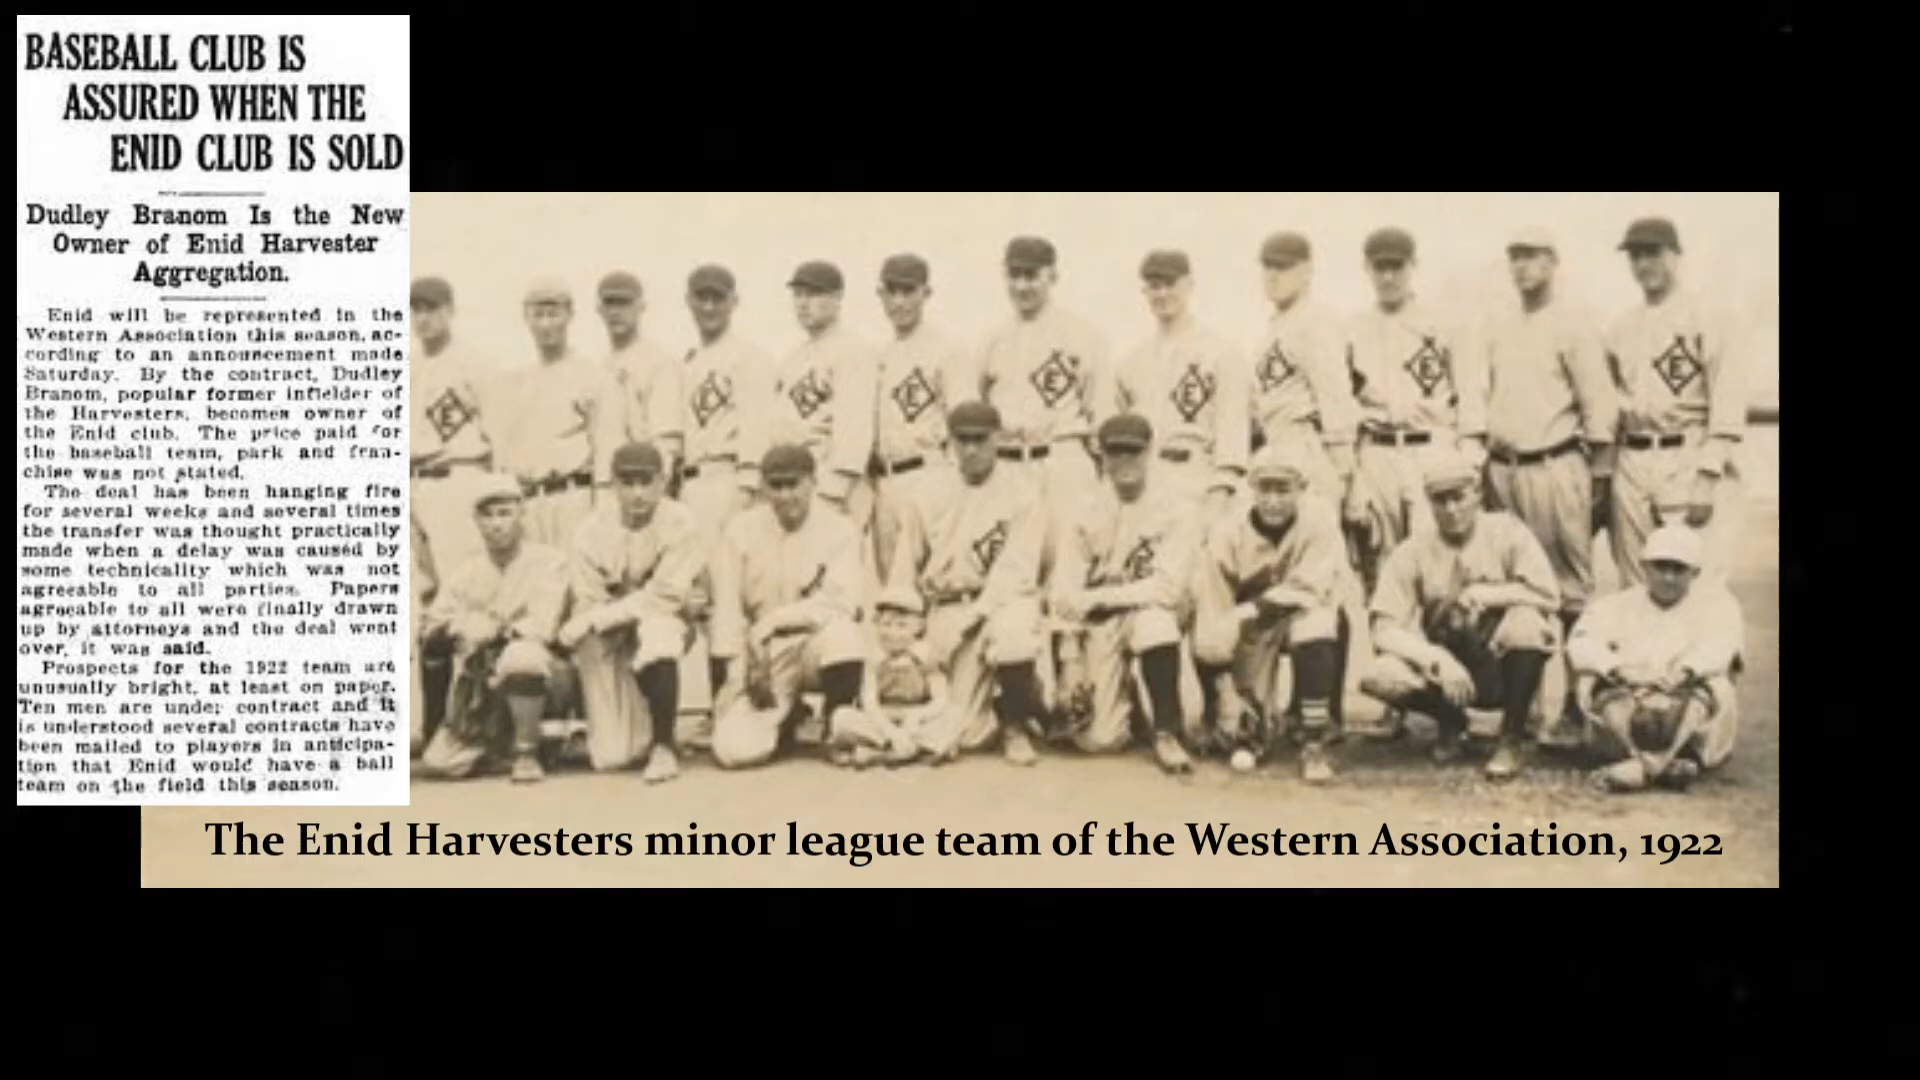 BASEBALL CLUB IS
ASSURED WHEN THE
ENID CLUB IS SOLD
Dudley Branom Is the New
Owner of Enid Harvester
Aggregation.
Enid will be represented in the
Western Association this season, ac-
cording to an announcement made
Saturday. By the contract, Dudley
Branom, popular former infielder of
the Harvesters, becomes owner of
the Enid club. The price paid for
the baseball team, park and fran-
chise was not stated.
The deal has been hanging fire
for several weeks and several times
the transfer was thought practically
made when a delay was caused by
some technicality which was not
agreeable to all parties. Papers
agreeable to all were finally drawn
up by attorneys and the deal went
over, it was said.
Prospects for the 1922 team are
unusually bright, at least on paper.
Ten men are under contract and it
is understood several contracts have
been mailed to players in anticipa-
tion that Enid would have a ball
team on the field this season.
The Enid Harvesters minor league team of the Western Association, 1922